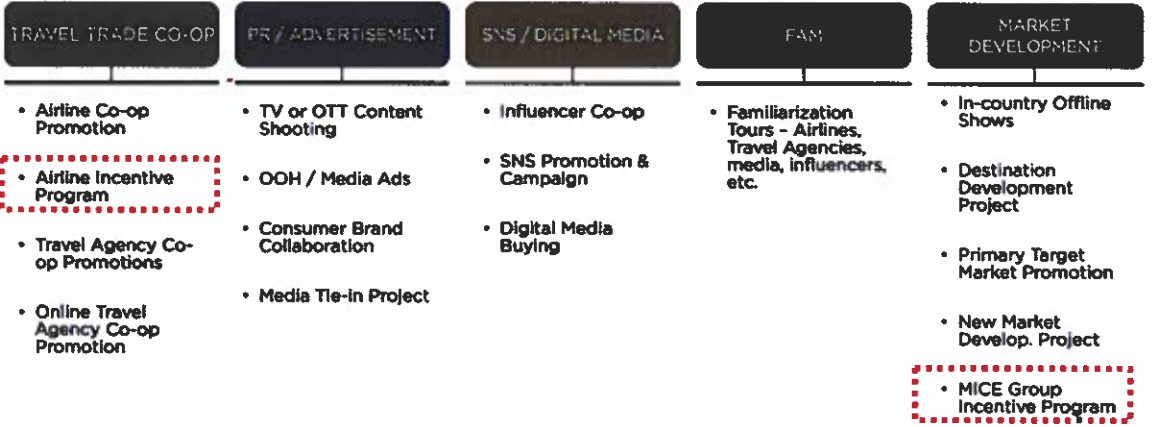 TRAVEL TRADE CO-OP
Airline Co-op
Promotion
Airline Incentive
Program
Travel Agency Co-
op Promotions
Online Travel
Agency Co-op
Promotion
PR / ADVERTISEMENT
TV or OTT Content
Shooting
OOH / Media Ads
Consumer Brand
Collaboration
Media Tie-in Project
SNS / DIGITAL MEDIA
Influencer Co-op
SNS Promotion &
Campaign
Digital Media
Buying
FAM
Familiarization
Tours – Airlines,
Travel Agencies,
media, influencers,
etc.
MARKET
DEVELOPMENT
In-country Offline
Shows
Destination
Development
Project
Primary Target
Market Promotion
New Market
Develop. Project
MICE Group
Incentive Program